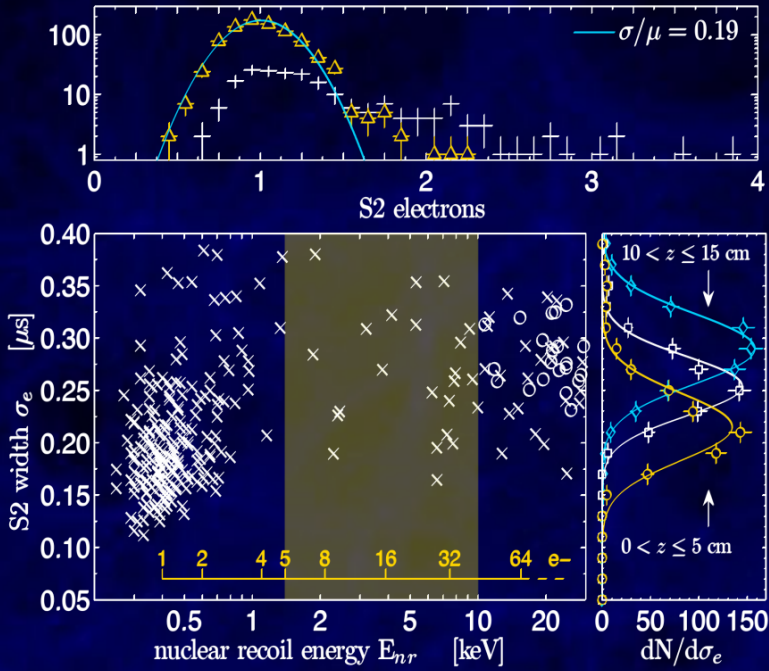 100
10
1
σ/μ = 0.19
0 1 2 3 4
S2 electrons
0.40
0.35
0.30
0.25
0.20
0.15
0.11
0.05
S2 width σe [μs]
1 2 4 5 8 16 32 64 e-
0.5 1 2 5 10 20
nuclear recoil energy Enr [keV]
10 < z ≤ 15 cm
0 < z ≤ 5 cm
0 50 100 150
dN/dσe